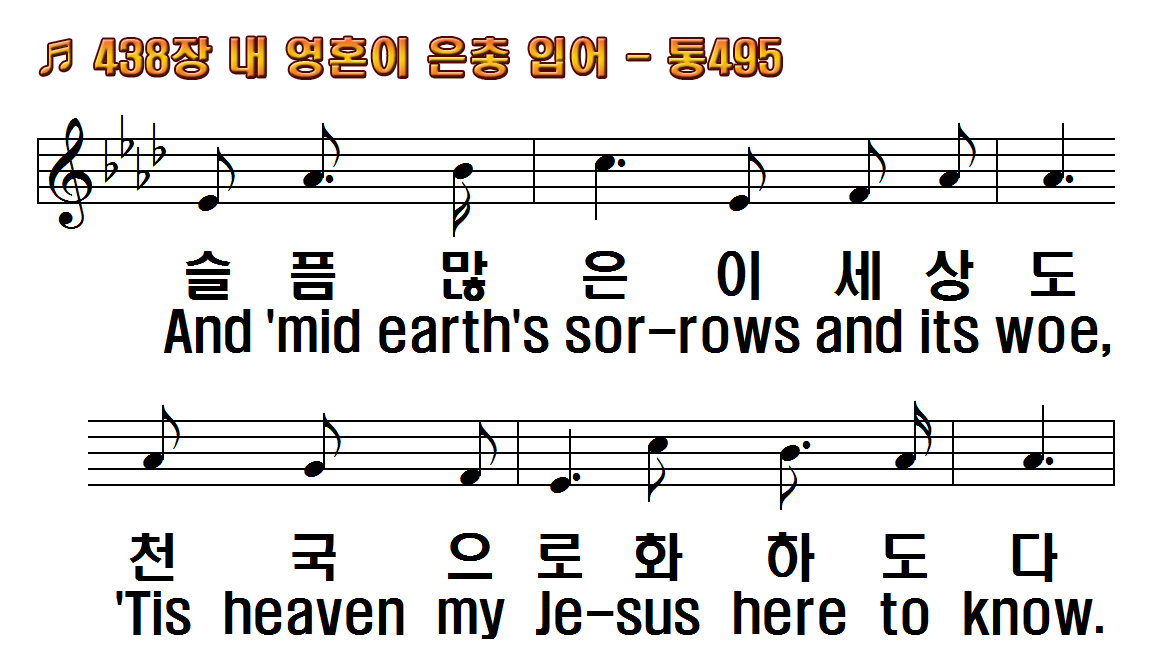 438장 내 영혼이 은총 입어 - 통495
슬 픔 많 은 이 세 상 도
And 'mid earth's sor-rows and its woe,
천 국 으 로 화 하 도 다
'Tis heaven my Je-sus here to know.